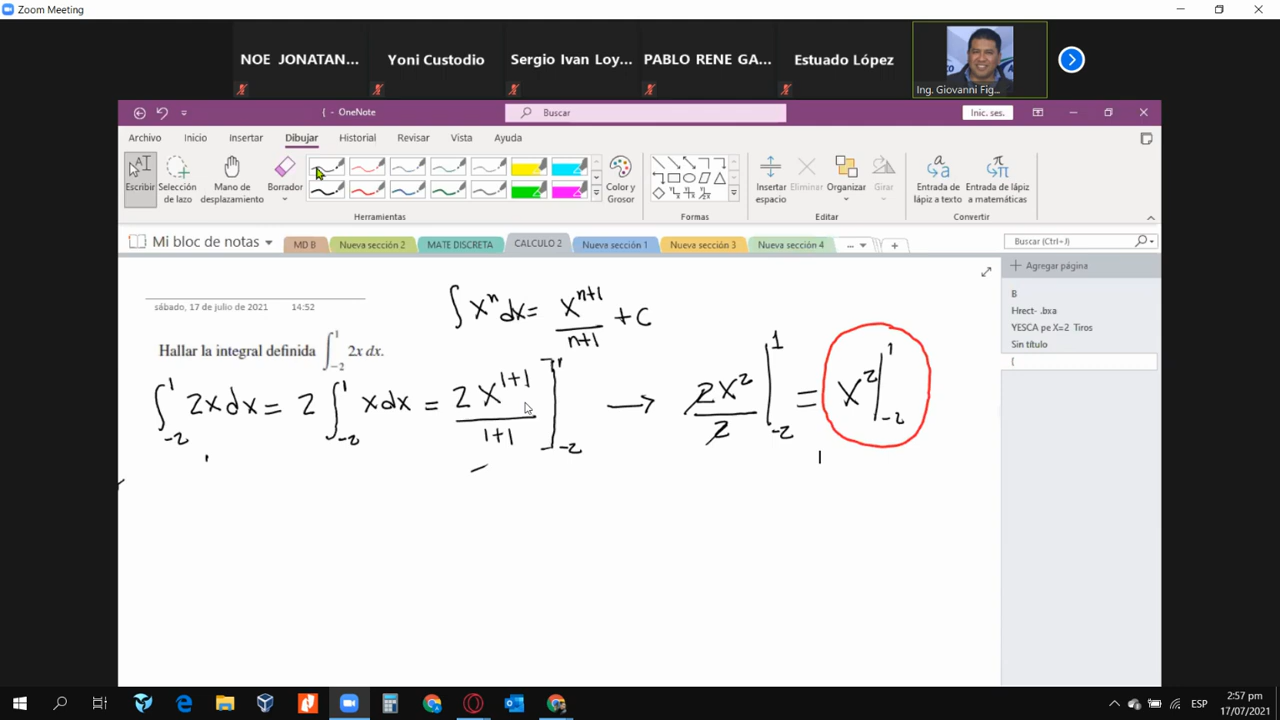 Zoom Meeting
NOE JONATAN... Yoni Custodio Sergio Ivan Loy... PABLO RENE GA... Estuado López
Ing. Giovanni Fig...
{ - OneNote
Buscar
Inic. ses.
Archivo Inicio Insertar Dibujar Historial Revisar Vista Ayuda
Escribir Selección de lazo Mano de desplazamiento Borrador Color y Grosor Insertar espacio Eliminar Organizar Girar Entrada de lápiz a texto Entrada de lápiz a matemáticas
Herramientas Formas Editar Convertir
Mi bloc de notas MD B Nueva sección 2 MATE DISCRETA CALCULO 2 Nueva sección 1 Nueva sección 3 Nueva sección 4 ... Buscar (Ctrl+J)
Agregar página
B
Hrect- .bxa
YESCA pe X=2 Tiros
Sin título
{
sábado, 17 de julio de 2021 14:52
∫ xⁿ dx = xⁿ⁺¹/n+1 + c
Hallar la integral definida ∫₋₂¹ 2x dx.
∫₋₂¹ 2x dx = 2 ∫₋₂¹ x dx = 2x¹⁺¹/1+1 ]₋₂¹ → 2x²/2 |₋₂¹ = x² |₋₂¹
ESP
2:57 pm
17/07/2021